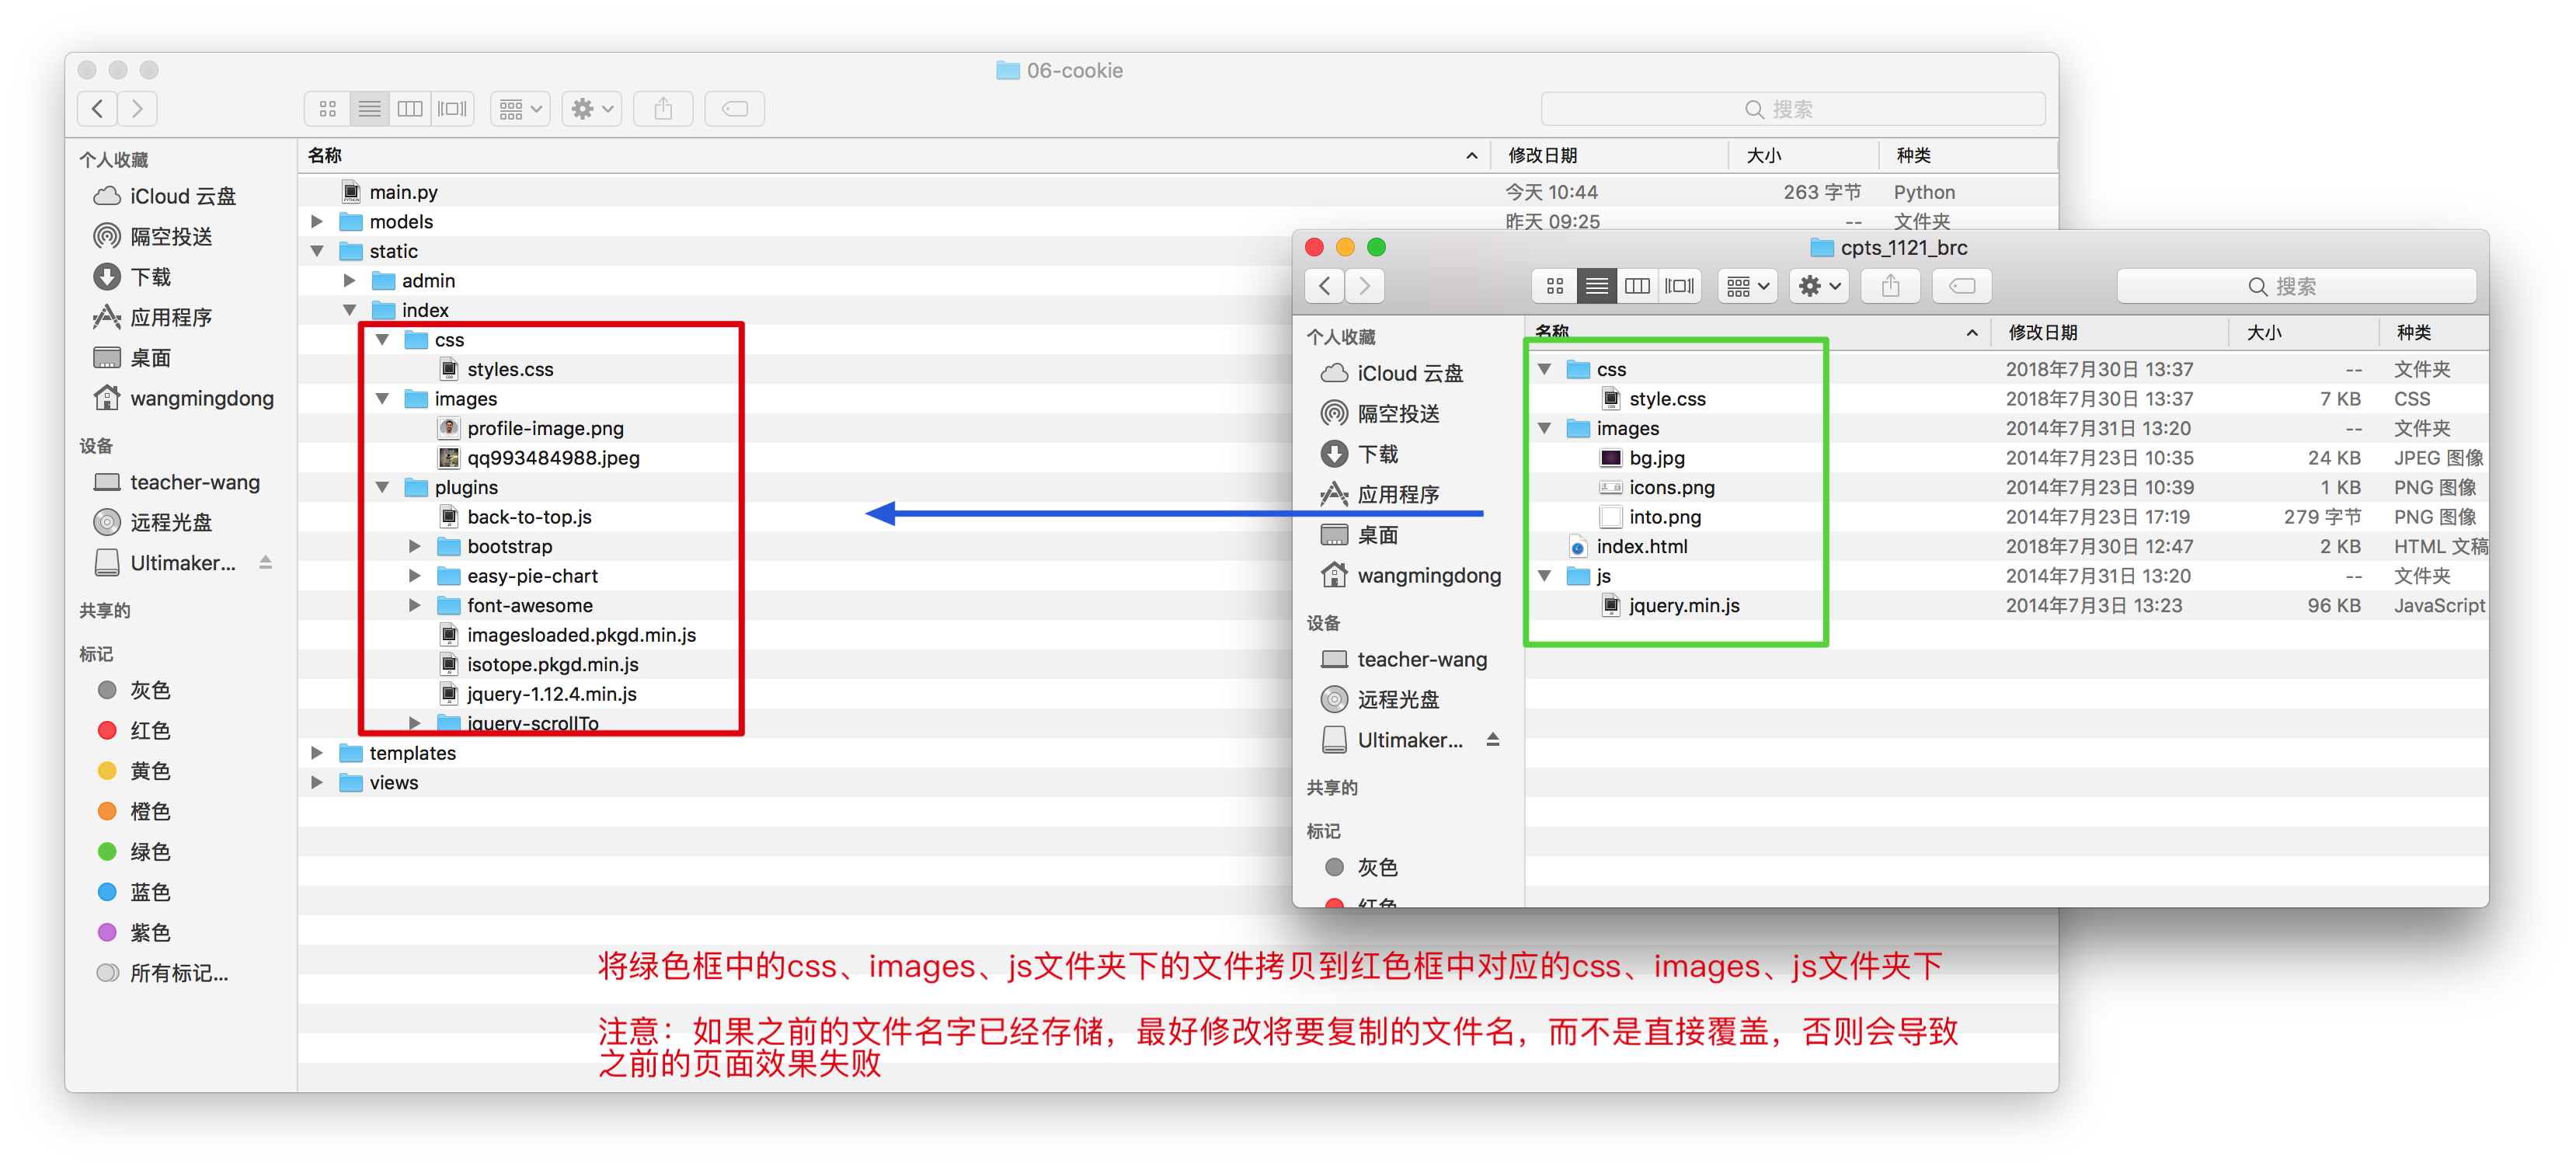 06-cookie
搜索
个人收藏
iCloud 云盘
隔空投送
下载
应用程序
桌面
wangmingdong
设备
teacher-wang
远程光盘
Ultimaker...
共享的
标记
灰色
红色
黄色
橙色
绿色
蓝色
紫色
所有标记...
名称 修改日期 大小 种类
main.py 今天 10:44 263 字节 Python
models 昨天 09:25 -- 文件夹
static
admin
index
css
styles.css
images
profile-image.png
qq993484988.jpeg
plugins
back-to-top.js
bootstrap
easy-pie-chart
font-awesome
imagesloaded.pkgd.min.js
isotope.pkgd.min.js
jquery-1.12.4.min.js
jquery-scrollTo
templates
views
cpts_1121_brc
搜索
个人收藏
iCloud 云盘
隔空投送
下载
应用程序
桌面
wangmingdong
设备
teacher-wang
远程光盘
Ultimaker...
共享的
标记
灰色
红色
名称 修改日期 大小 种类
css 2018年7月30日 13:37 -- 文件夹
style.css 2018年7月30日 13:37 7 KB CSS
images 2014年7月31日 13:20 -- 文件夹
bg.jpg 2014年7月23日 10:35 24 KB JPEG 图像
icons.png 2014年7月23日 10:39 1 KB PNG 图像
into.png 2014年7月23日 17:19 279 字节 PNG 图像
index.html 2018年7月30日 12:47 2 KB HTML 文稿
js 2014年7月31日 13:20 -- 文件夹
jquery.min.js 2014年7月3日 13:23 96 KB JavaScript
将绿色框中的css、images、js文件夹下的文件拷贝到红色框中对应的css、images、js文件夹下
注意：如果之前的文件名字已经存储，最好修改将要复制的文件名，而不是直接覆盖，否则会导致
之前的页面效果失败